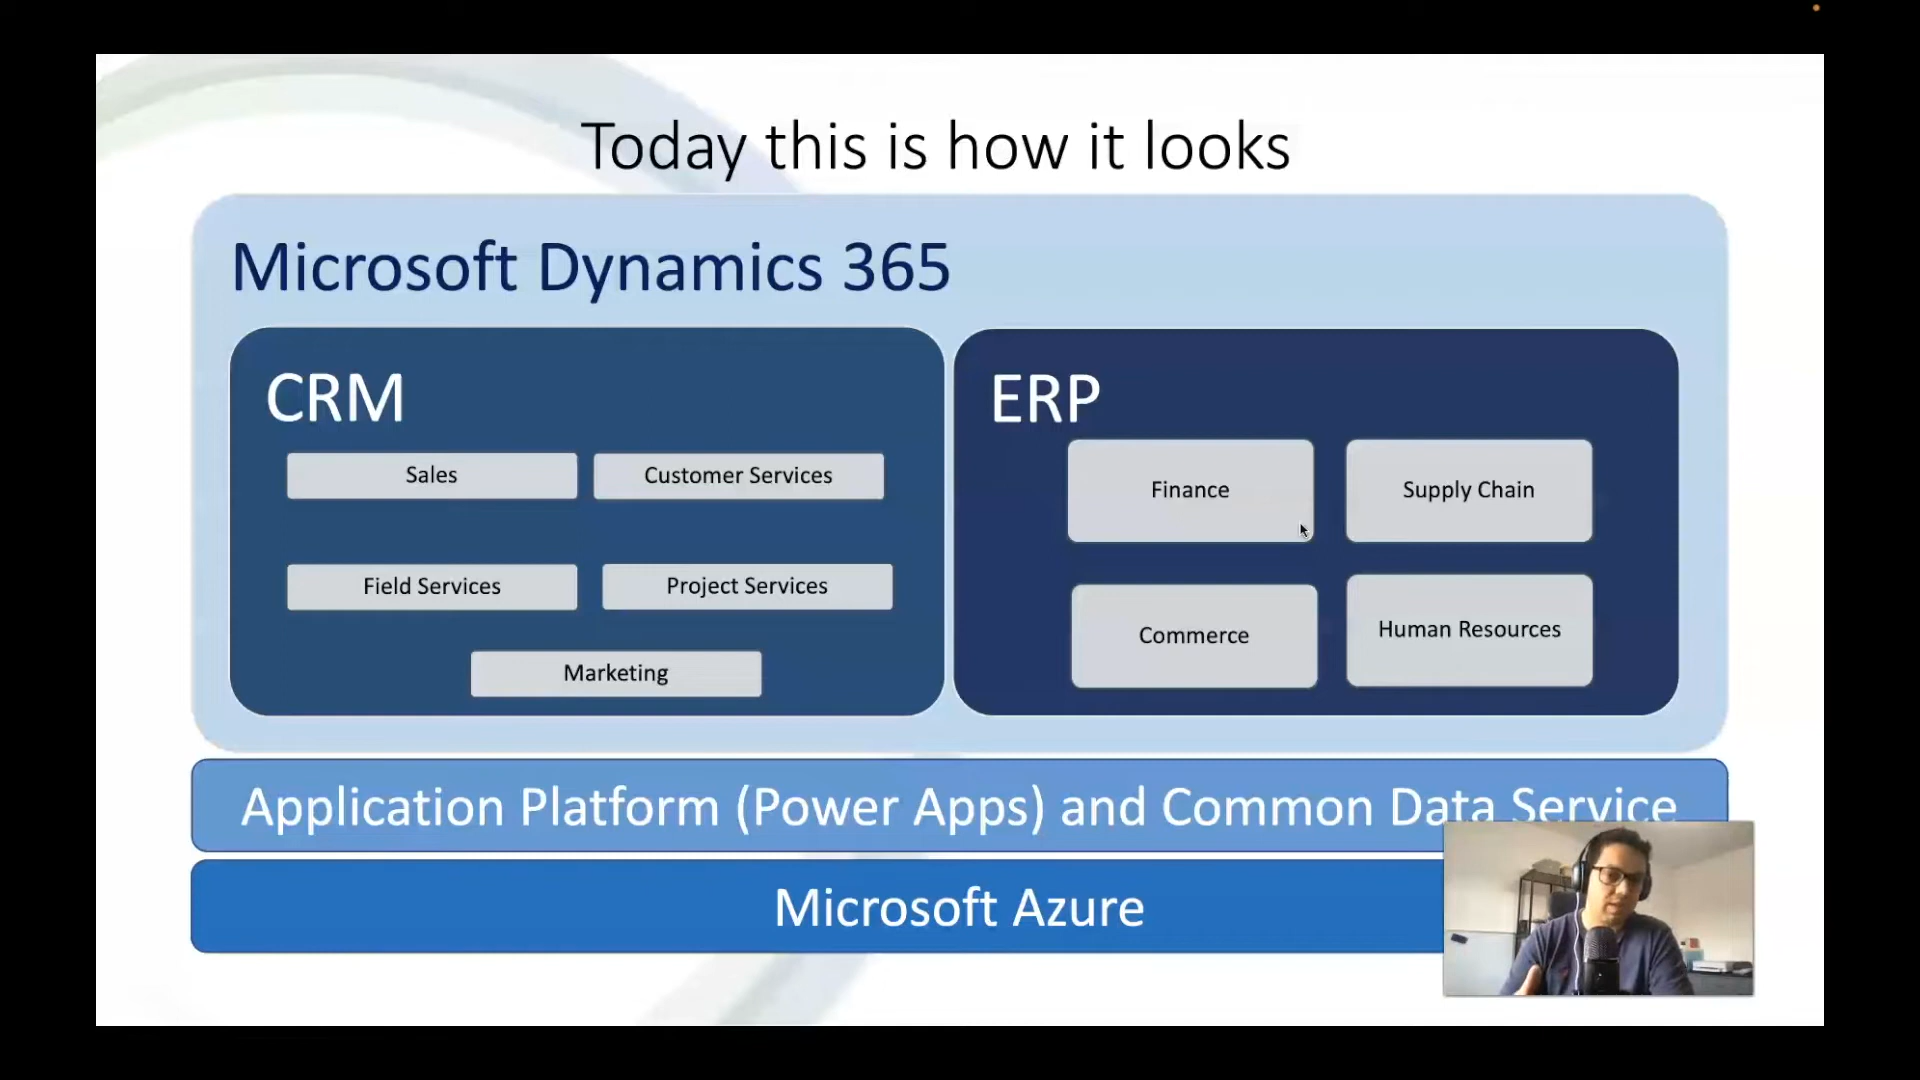 Today this is how it looks
Microsoft Dynamics 365
CRM
Sales
Customer Services
Field Services
Project Services
Marketing
ERP
Finance
Supply Chain
Commerce
Human Resources
Application Platform (Power Apps) and Common Data Service
Microsoft Azure